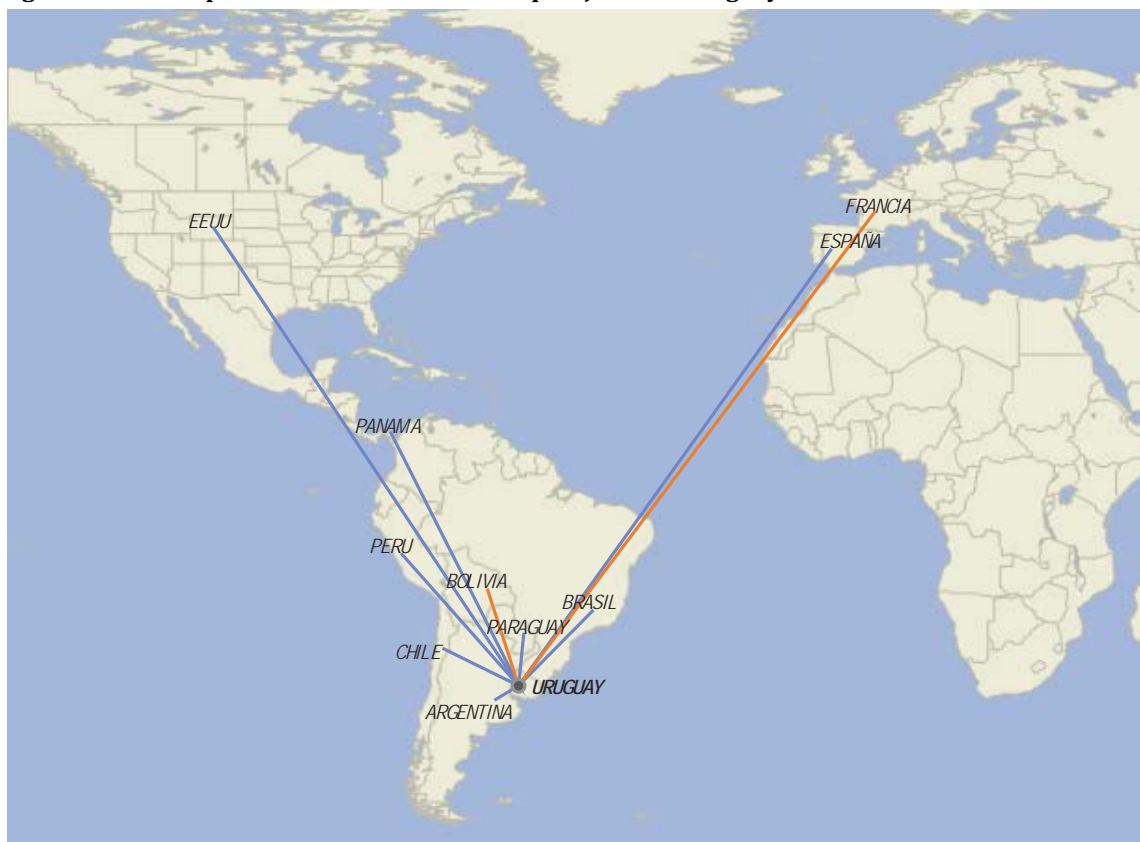 EEUU
FRANCIA
ESPAÑA
PANAMA
PERU
BOLIVIA
BRASIL
PARAGUAY
CHILE
URUGUAY
ARGENTINA